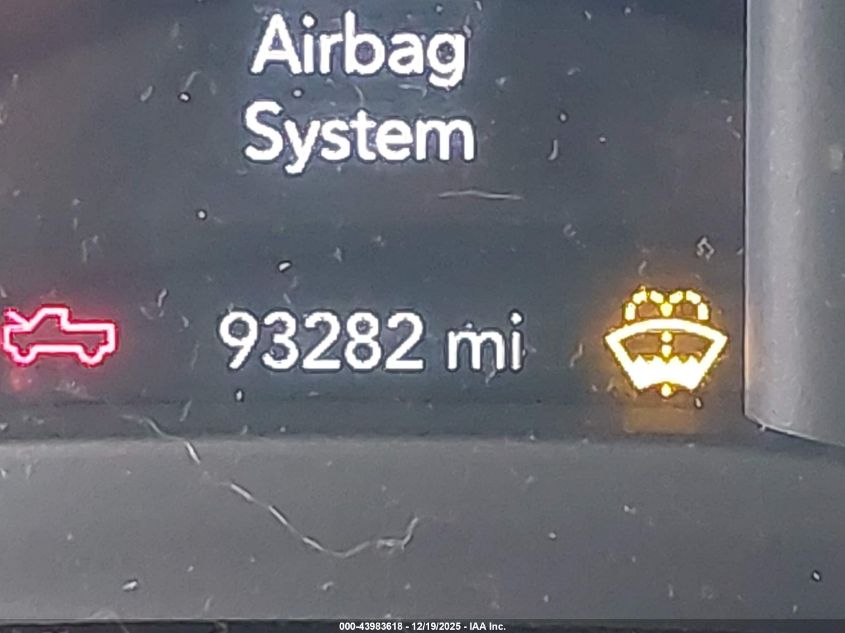 Airbag
System
93282 mi
000-43983618 - 12/19/2025 - IAA Inc.